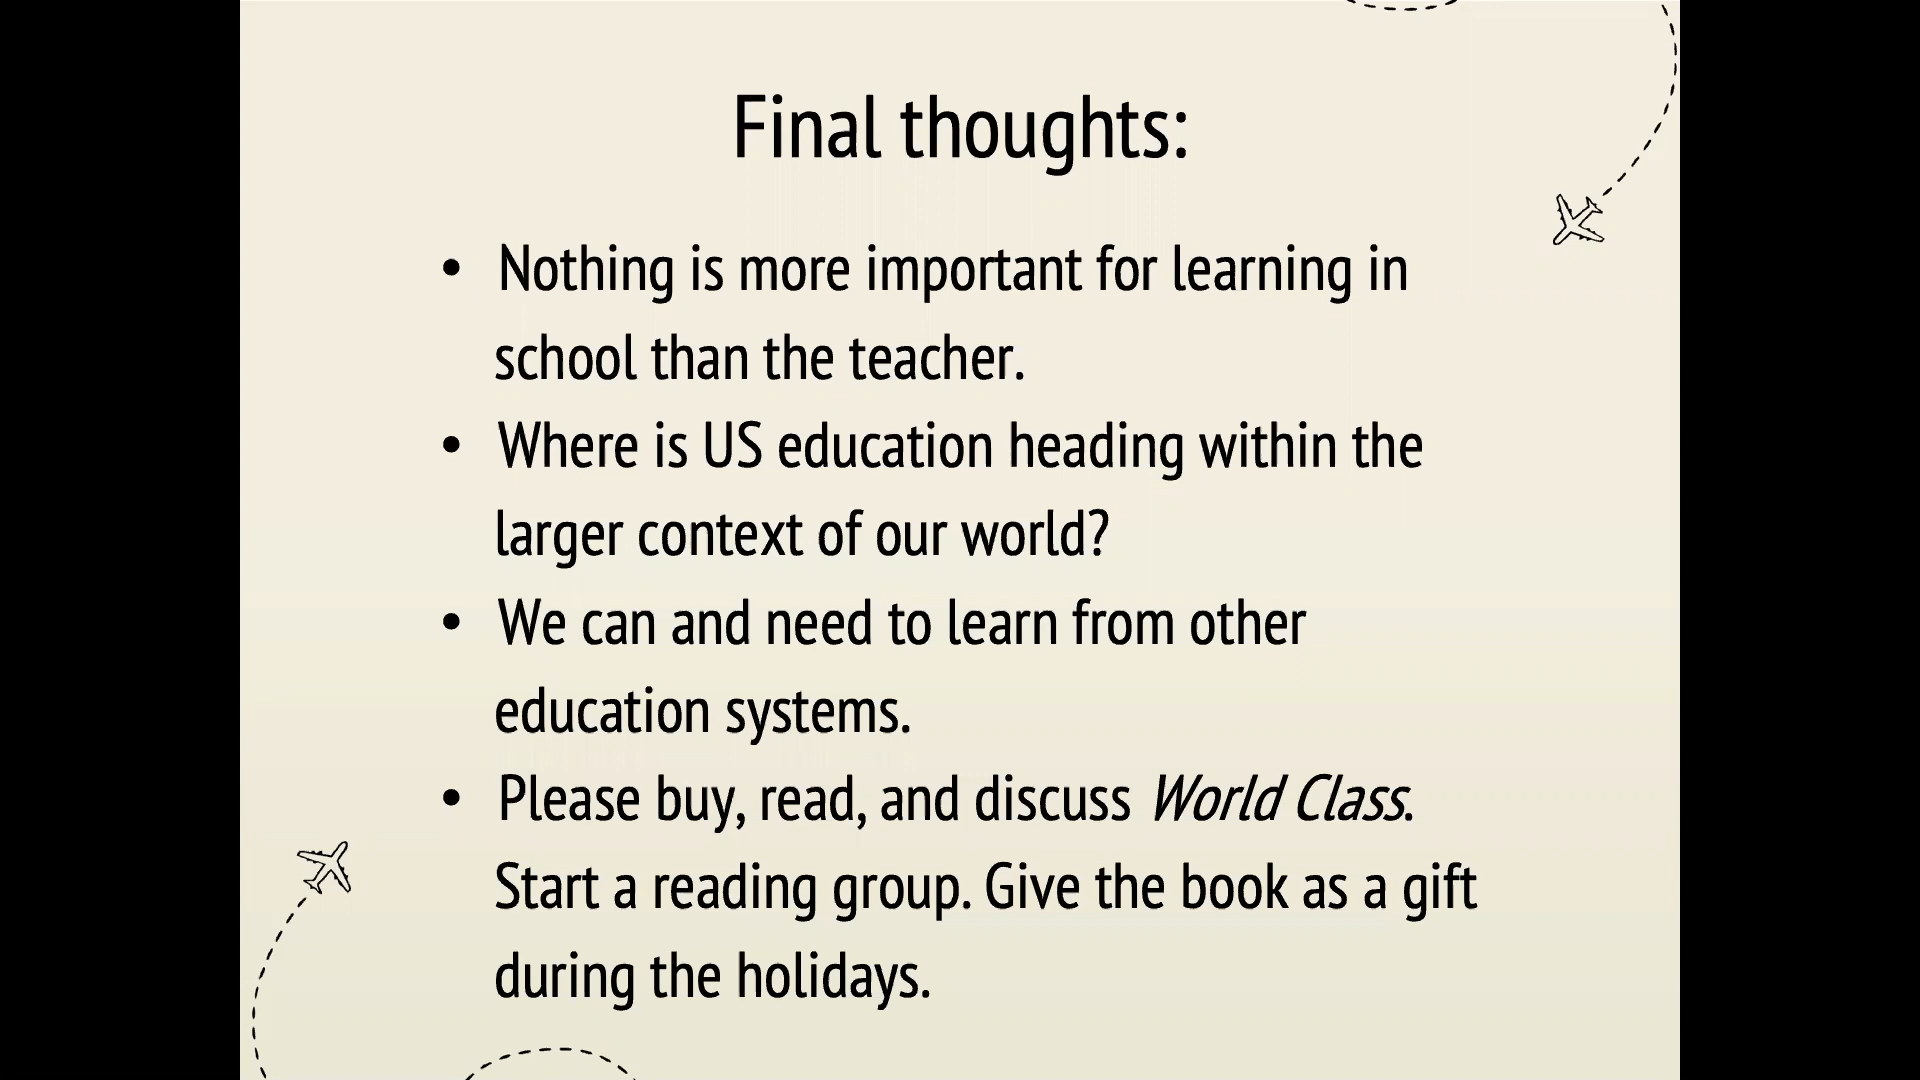 Final thoughts:
• Nothing is more important for learning in
school than the teacher.
• Where is US education heading within the
larger context of our world?
• We can and need to learn from other
education systems.
• Please buy, read, and discuss World Class.
Start a reading group. Give the book as a gift
during the holidays.